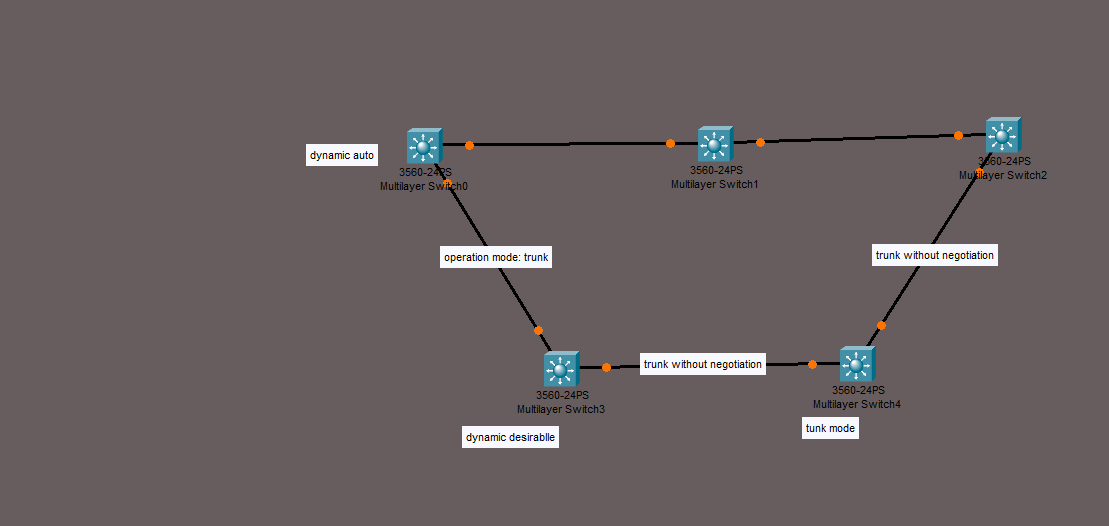 dynamic auto
3560-24PS
Multilayer Switch0
3560-24PS
Multilayer Switch1
3560-24PS
Multilayer Switch2
operation mode: trunk
trunk without negotiation
trunk without negotiation
3560-24PS
Multilayer Switch3
3560-24PS
Multilayer Switch4
dynamic desirablle
tunk mode